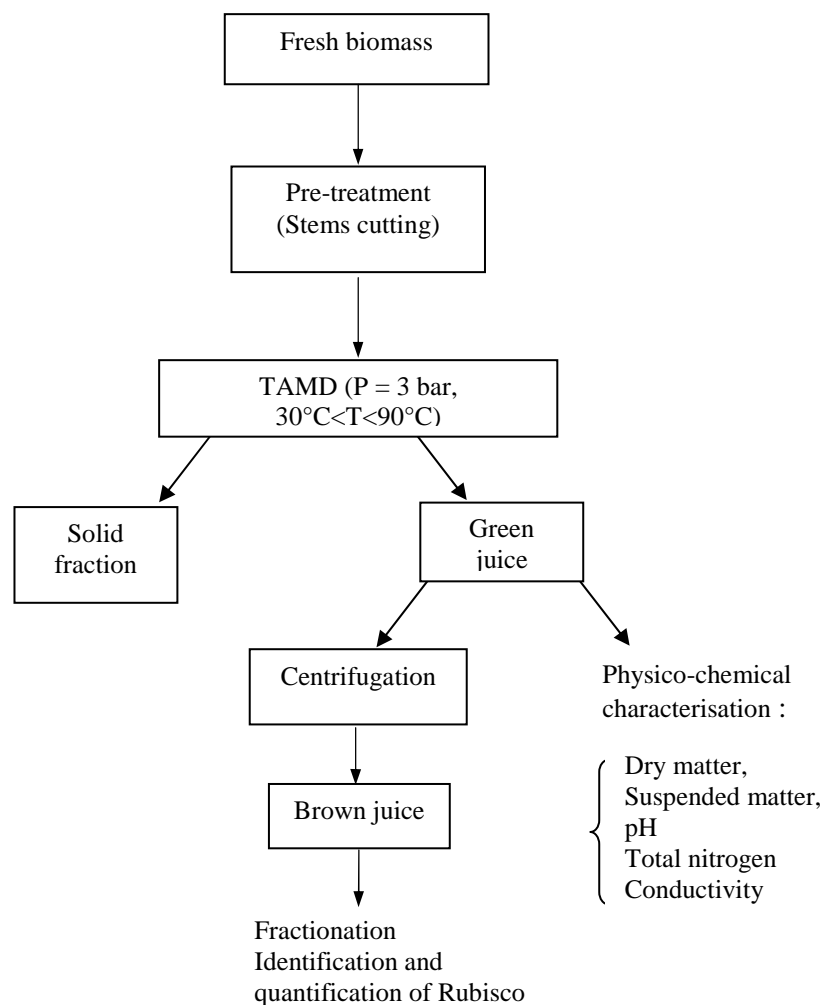 Fresh biomass
Pre-treatment
(Stems cutting)
TAMD (P = 3 bar,
30°C<T<90°C)
Solid
fraction
Green
juice
Centrifugation
Physico-chemical
characterisation :
Dry matter,
Suspended matter,
pH
Total nitrogen
Conductivity
Brown juice
Fractionation
Identification and
quantification of Rubisco